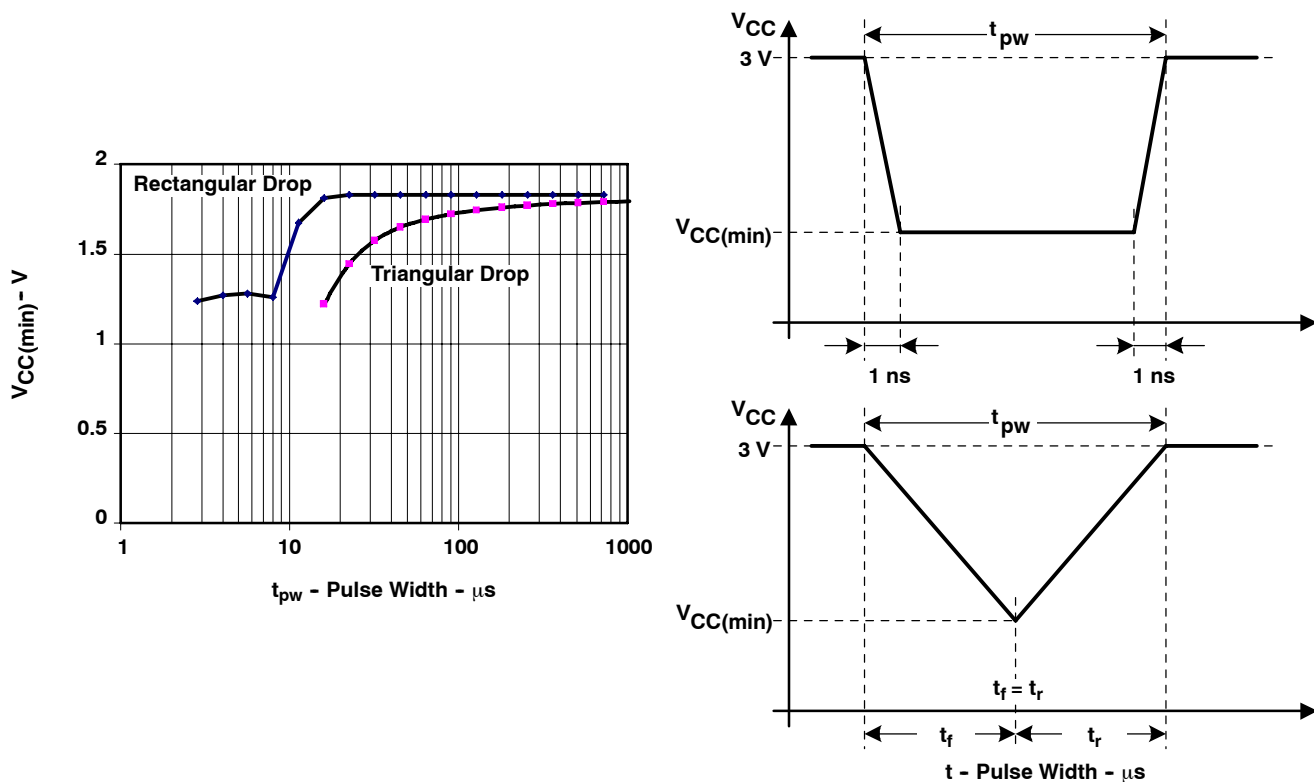 2
1.5
1
0.5
0
1
10
100
1000
Rectangular Drop
Triangular Drop
VCC(min) − V
tpw − Pulse Width − μs
VCC
3 V
tpw
VCC(min)
1 ns
1 ns
VCC
3 V
tpw
VCC(min)
tf = tr
tf
tr
t − Pulse Width − μs